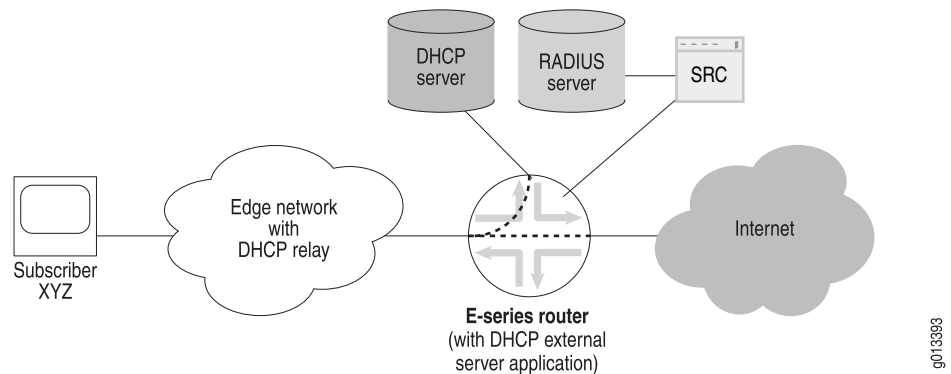 DHCP
server
RADIUS
server
SRC
Edge network
with
DHCP relay
Internet
Subscriber
XYZ
E-series router
(with DHCP external
server application)
g013393